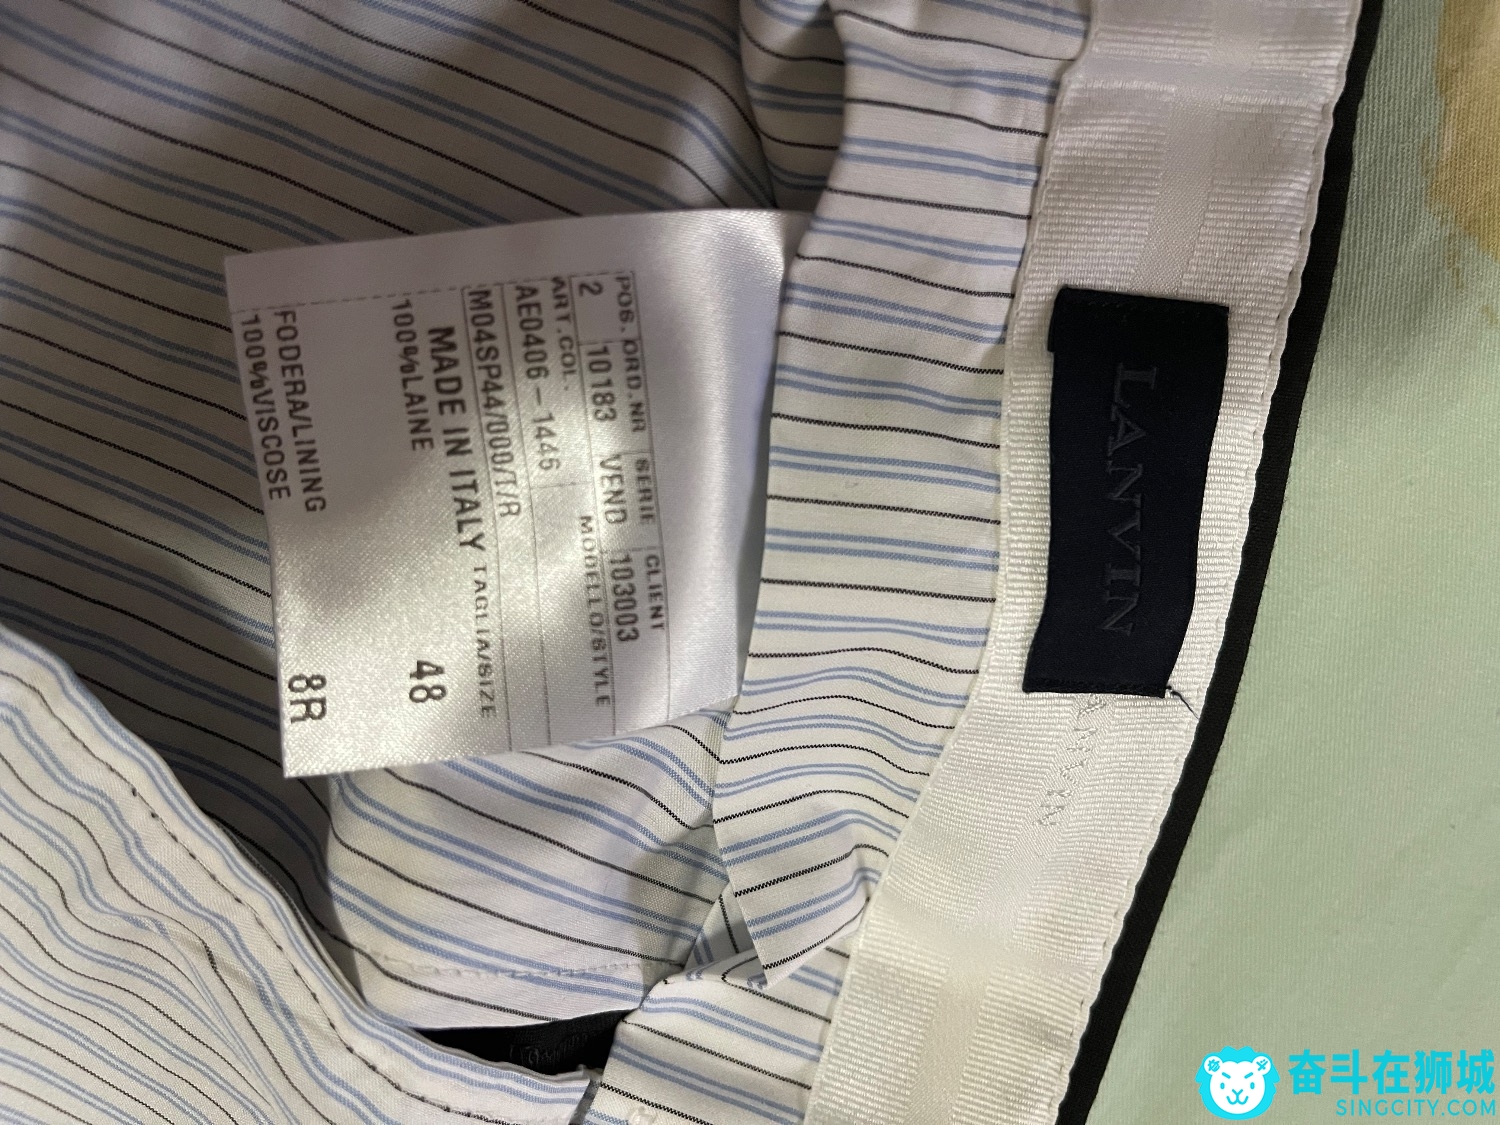 POS. ORD.NR SERIE CLIENT
2 10183 VEND 103003
ART.COL. MODELLO/STYLE
AE0406-1446
M04SP44/000/T/R TAGLIA/SIZE
MADE IN ITALY
100%LAINE 48
FODERA/LINING 8R
100%VISCOSE
LANVIN
奋斗在狮城
SINGCITY.COM